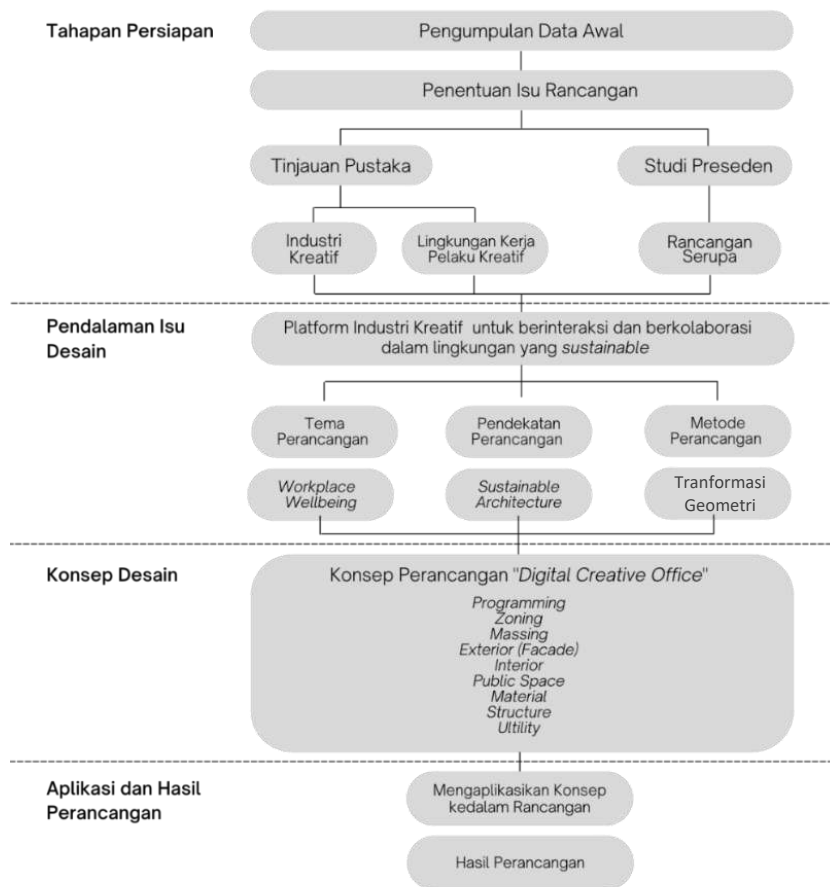 Tahapan Persiapan
Pengumpulan Data Awal
Penentuan Isu Rancangan
Tinjauan Pustaka
Studi Preseden
Industri
Kreatif
Lingkungan Kerja
Pelaku Kreatif
Rancangan
Serupa
Pendalaman Isu
Desain
Platform Industri Kreatif untuk berinteraksi dan berkolaborasi
dalam lingkungan yang sustainable
Tema
Perancangan
Pendekatan
Perancangan
Metode
Perancangan
Workplace
Wellbeing
Sustainable
Architecture
Tranformasi
Geometri
Konsep Desain
Konsep Perancangan "Digital Creative Office"
Programming
Zoning
Massing
Exterior (Facade)
Interior
Public Space
Material
Structure
Ultility
Aplikasi dan Hasil
Perancangan
Mengaplikasikan Konsep
kedalam Rancangan
Hasil Perancangan